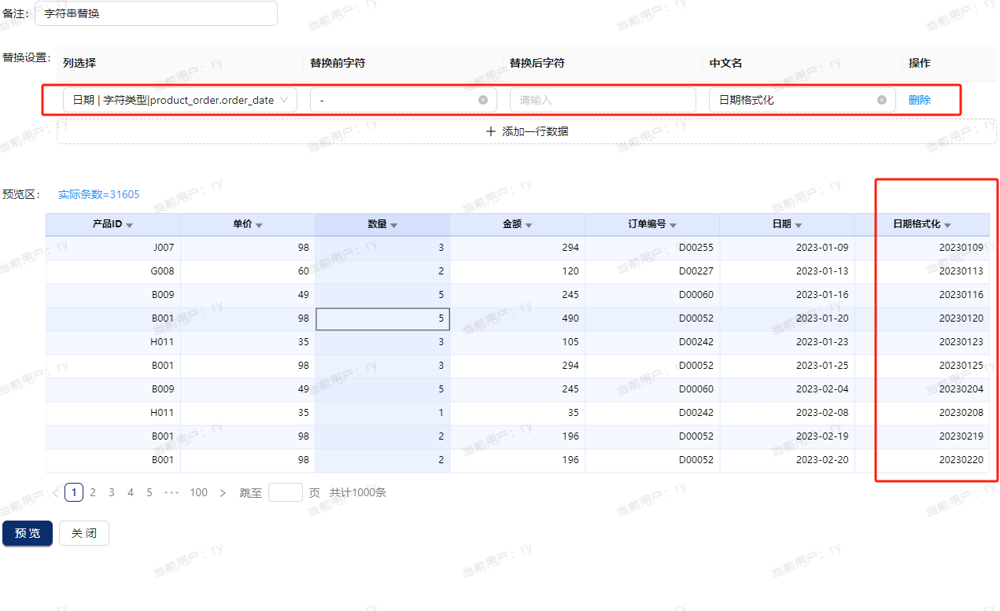 备注： 字符串替换
替换设置： 列选择 替换前字符 替换后字符 中文名 操作
日期 | 字符类型|product_order.order_date - 请输入 日期格式化 删除
+ 添加一行数据
预览区： 实际条数=31605
产品ID 单价 数量 金额 订单编号 日期 日期格式化
J007 98 3 294 D00255 2023-01-09 20230109
G008 60 2 120 D00227 2023-01-13 20230113
B009 49 5 245 D00060 2023-01-16 20230116
B001 98 5 490 D00052 2023-01-20 20230120
H011 35 3 105 D00242 2023-01-23 20230123
B001 98 3 294 D00052 2023-01-25 20230125
B009 49 5 245 D00060 2023-02-04 20230204
H011 35 1 35 D00242 2023-02-08 20230208
B001 98 2 196 D00052 2023-02-19 20230219
B001 98 2 196 D00052 2023-02-20 20230220
< 1 2 3 4 5 ••• 100 > 跳至 页 共计1000条
预 览 关 闭
当前用户：ry